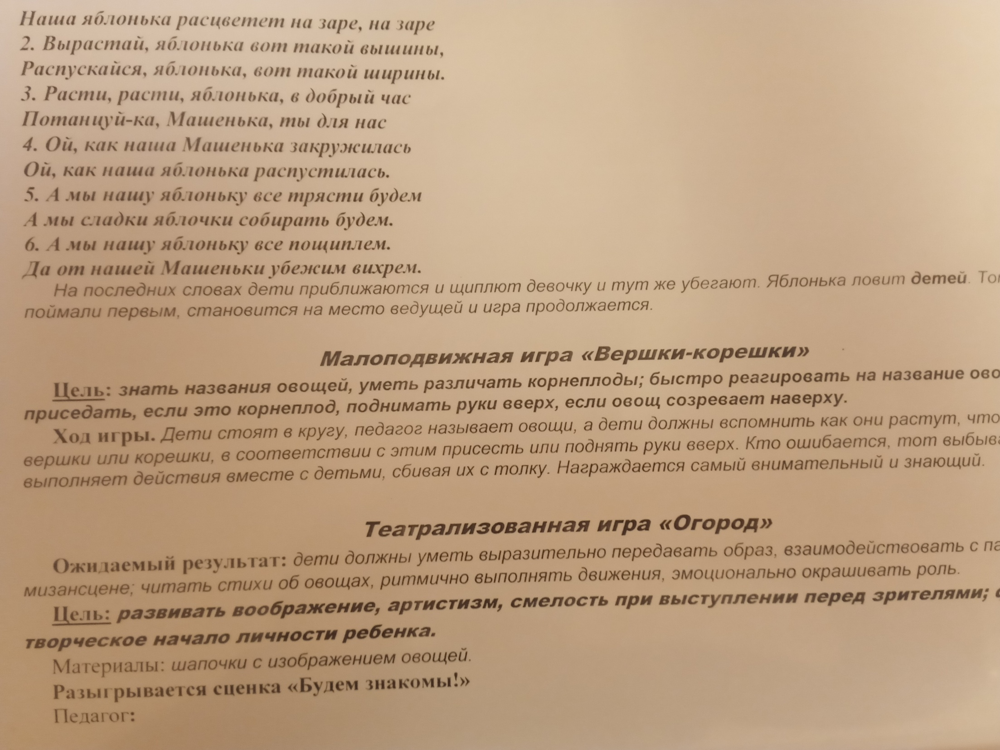 Наша яблонька расцветет на заре, на заре
2. Вырастай, яблонька вот такой вышины,
Распускайся, яблонька, вот такой ширины.
3. Расти, расти, яблонька, в добрый час
Потанцуй-ка, Машенька, ты для нас
4. Ой, как наша Машенька закружилась
Ой, как наша яблонька распустилась.
5. А мы нашу яблоньку все трясти будем
А мы сладки яблочки собирать будем.
6. А мы нашу яблоньку все пощиплем.
Да от нашей Машеньки убежим вихрем.
На последних словах дети приближаются и щиплют девочку и тут же убегают. Яблонька ловит детей.
поймали первым, становится на место ведущей и игра продолжается.
Малоподвижная игра «Вершки-корешки»
Цель: знать названия овощей, уметь различать корнеплоды; быстро реагировать на название
приседать, если это корнеплод, поднимать руки вверх, если овощ созревает наверху.
Ход игры. Дети стоят в кругу, педагог называет овощи, а дети должны вспомнить как они растут, что
вершки или корешки, в соответствии с этим присесть или поднять руки вверх. Кто ошибается, тот
выполняет действия вместе с детьми, сбивая их с толку. Награждается самый внимательный и знающий.
Театрализованная игра «Огород»
Ожидаемый результат: дети должны уметь выразительно передавать образ, взаимодействовать с
мизансцене; читать стихи об овощах, ритмично выполнять движения, эмоционально окрашивать роль.
Цель: развивать воображение, артистизм, смелость при выступлении перед зрителями;
творческое начало личности ребенка.
Материалы: шапочки с изображением овощей.
Разыгрывается сценка «Будем знакомы!»
Педагог: